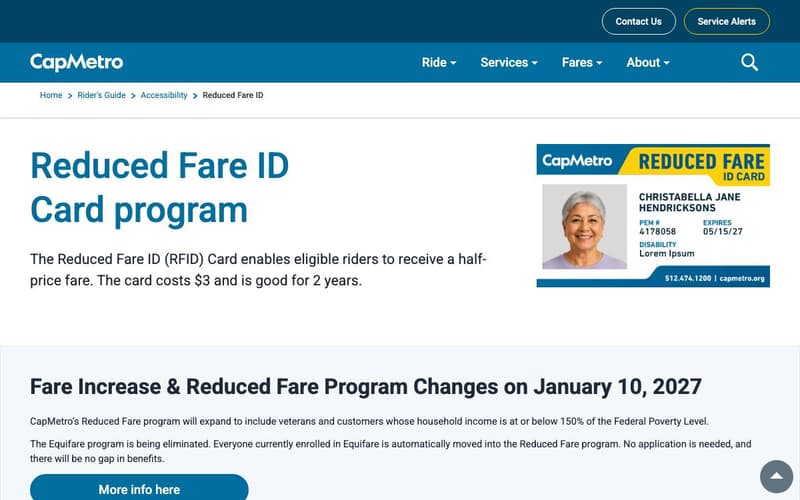 Contact Us
Service Alerts
CapMetro
Ride
Services
Fares
About
Home > Rider's Guide > Accessibility > Reduced Fare ID
Reduced Fare ID
Card program
The Reduced Fare ID (RFID) Card enables eligible riders to receive a half-
price fare. The card costs $3 and is good for 2 years.
CapMetro
REDUCED FARE
ID CARD
CHRISTABELLA JANE
HENDRICKSONS
PEM # EXPIRES
4178058 05/15/27
DISABILITY
Lorem Ipsum
512.474.1200 | capmetro.org
Fare Increase & Reduced Fare Program Changes on January 10, 2027
CapMetro's Reduced Fare program will expand to include veterans and customers whose household income is at or below 150% of the Federal Poverty Level.
The Equifare program is being eliminated. Everyone currently enrolled in Equifare is automatically moved into the Reduced Fare program. No application is needed, and
there will be no gap in benefits.
More info here